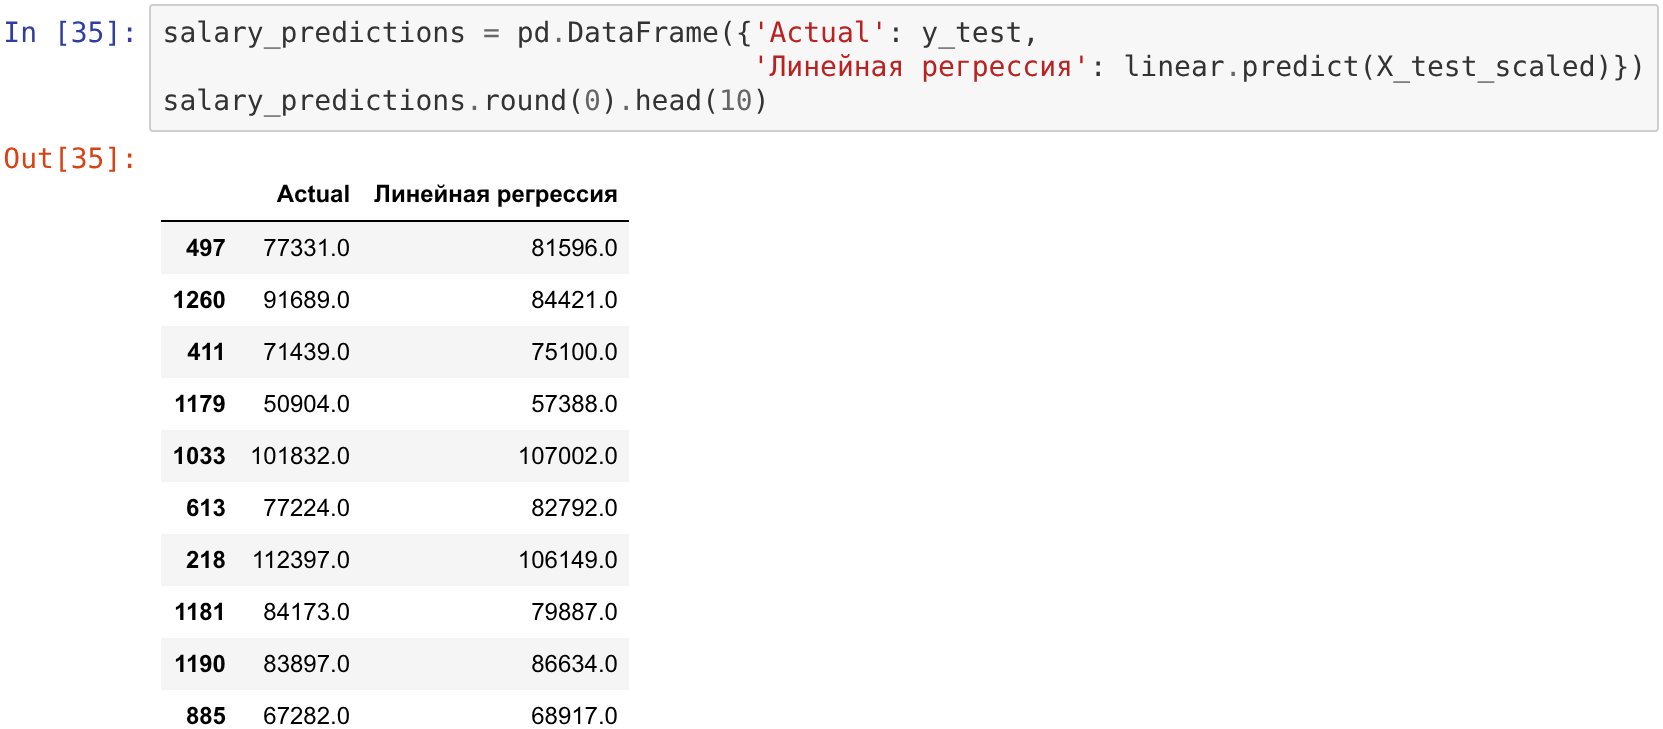 In [35]: salary_predictions = pd.DataFrame({'Actual': y_test,
'Линейная регрессия': linear.predict(X_test_scaled)})
salary_predictions.round(0).head(10)
Out[35]:
Actual Линейная регрессия
497 77331.0 81596.0
1260 91689.0 84421.0
411 71439.0 75100.0
1179 50904.0 57388.0
1033 101832.0 107002.0
613 77224.0 82792.0
218 112397.0 106149.0
1181 84173.0 79887.0
1190 83897.0 86634.0
885 67282.0 68917.0